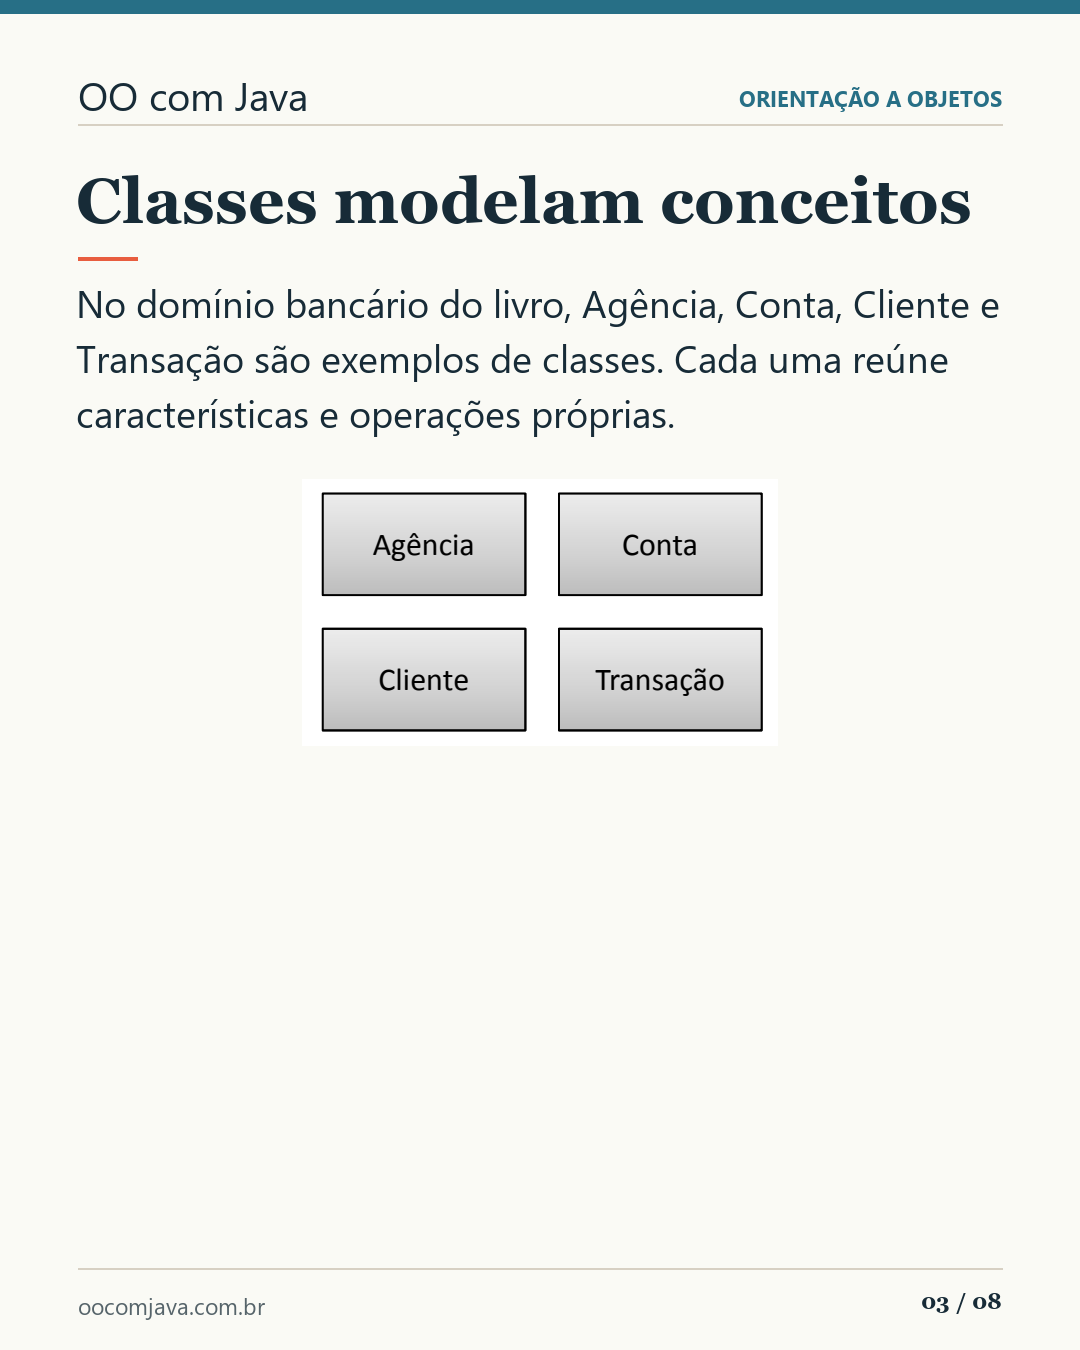 OO com Java
ORIENTAÇÃO A OBJETOS
Classes modelam conceitos
No domínio bancário do livro, Agência, Conta, Cliente e
Transação são exemplos de classes. Cada uma reúne
características e operações próprias.
Agência
Conta
Cliente
Transação
oocomjava.com.br
03 / 08